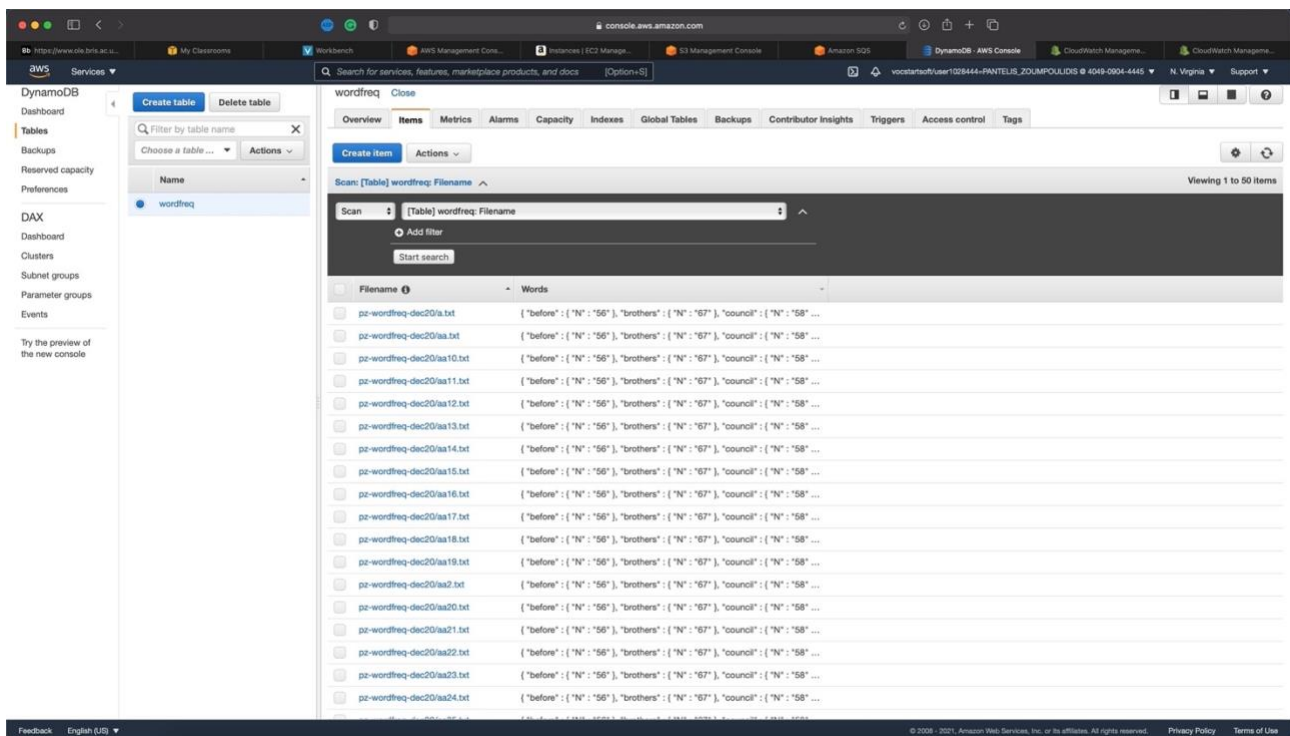 console.aws.amazon.com
Bb https://www.ole.bris.ac.u...
My Classrooms
Workbench
AWS Management Cons...
Instances | EC2 Manage...
S3 Management Console
Amazon SQS
DynamoDB - AWS Console
CloudWatch Manageme...
CloudWatch Manageme...
aws
Services
Search for services, features, marketplace products, and docs [Option+S]
vocstartsoft/user1028444=PANTELIS_ZOUMPOULIDIS @ 4049-0904-4445
N. Virginia
Support
DynamoDB
Dashboard
Tables
Backups
Reserved capacity
Preferences
DAX
Dashboard
Clusters
Subnet groups
Parameter groups
Events
Try the preview of
the new console
Create table Delete table
Filter by table name
Choose a table ... Actions
Name
wordfreq
wordfreq Close
Overview Items Metrics Alarms Capacity Indexes Global Tables Backups Contributor Insights Triggers Access control Tags
Create item Actions
Scan: [Table] wordfreq: Filename
Viewing 1 to 50 items
Scan [Table] wordfreq: Filename
Add filter
Start search
Filename Words
pz-wordfreq-dec20/a.txt { "before" : { "N" : "56" }, "brothers" : { "N" : "67" }, "council" : { "N" : "58" ...
pz-wordfreq-dec20/aa.txt { "before" : { "N" : "56" }, "brothers" : { "N" : "67" }, "council" : { "N" : "58" ...
pz-wordfreq-dec20/aa10.txt { "before" : { "N" : "56" }, "brothers" : { "N" : "67" }, "council" : { "N" : "58" ...
pz-wordfreq-dec20/aa11.txt { "before" : { "N" : "56" }, "brothers" : { "N" : "67" }, "council" : { "N" : "58" ...
pz-wordfreq-dec20/aa12.txt { "before" : { "N" : "56" }, "brothers" : { "N" : "67" }, "council" : { "N" : "58" ...
pz-wordfreq-dec20/aa13.txt { "before" : { "N" : "56" }, "brothers" : { "N" : "67" }, "council" : { "N" : "58" ...
pz-wordfreq-dec20/aa14.txt { "before" : { "N" : "56" }, "brothers" : { "N" : "67" }, "council" : { "N" : "58" ...
pz-wordfreq-dec20/aa15.txt { "before" : { "N" : "56" }, "brothers" : { "N" : "67" }, "council" : { "N" : "58" ...
pz-wordfreq-dec20/aa16.txt { "before" : { "N" : "56" }, "brothers" : { "N" : "67" }, "council" : { "N" : "58" ...
pz-wordfreq-dec20/aa17.txt { "before" : { "N" : "56" }, "brothers" : { "N" : "67" }, "council" : { "N" : "58" ...
pz-wordfreq-dec20/aa18.txt { "before" : { "N" : "56" }, "brothers" : { "N" : "67" }, "council" : { "N" : "58" ...
pz-wordfreq-dec20/aa19.txt { "before" : { "N" : "56" }, "brothers" : { "N" : "67" }, "council" : { "N" : "58" ...
pz-wordfreq-dec20/aa2.txt { "before" : { "N" : "56" }, "brothers" : { "N" : "67" }, "council" : { "N" : "58" ...
pz-wordfreq-dec20/aa20.txt { "before" : { "N" : "56" }, "brothers" : { "N" : "67" }, "council" : { "N" : "58" ...
pz-wordfreq-dec20/aa21.txt { "before" : { "N" : "56" }, "brothers" : { "N" : "67" }, "council" : { "N" : "58" ...
pz-wordfreq-dec20/aa22.txt { "before" : { "N" : "56" }, "brothers" : { "N" : "67" }, "council" : { "N" : "58" ...
pz-wordfreq-dec20/aa23.txt { "before" : { "N" : "56" }, "brothers" : { "N" : "67" }, "council" : { "N" : "58" ...
pz-wordfreq-dec20/aa24.txt { "before" : { "N" : "56" }, "brothers" : { "N" : "67" }, "council" : { "N" : "58" ...
Feedback English (US)
© 2008 - 2021, Amazon Web Services, Inc. or its affiliates. All rights reserved. Privacy Policy Terms of Use